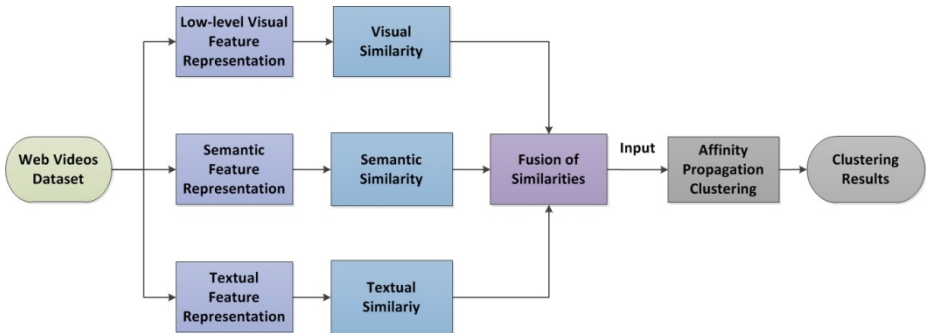 Low-level Visual
Feature
Representation
Visual
Similarity
Web Videos
Dataset
Semantic
Feature
Representation
Semantic
Similarity
Fusion of
Similarities
Input
Affinity
Propagation
Clustering
Clustering
Results
Textual
Feature
Representation
Textual
Similariy